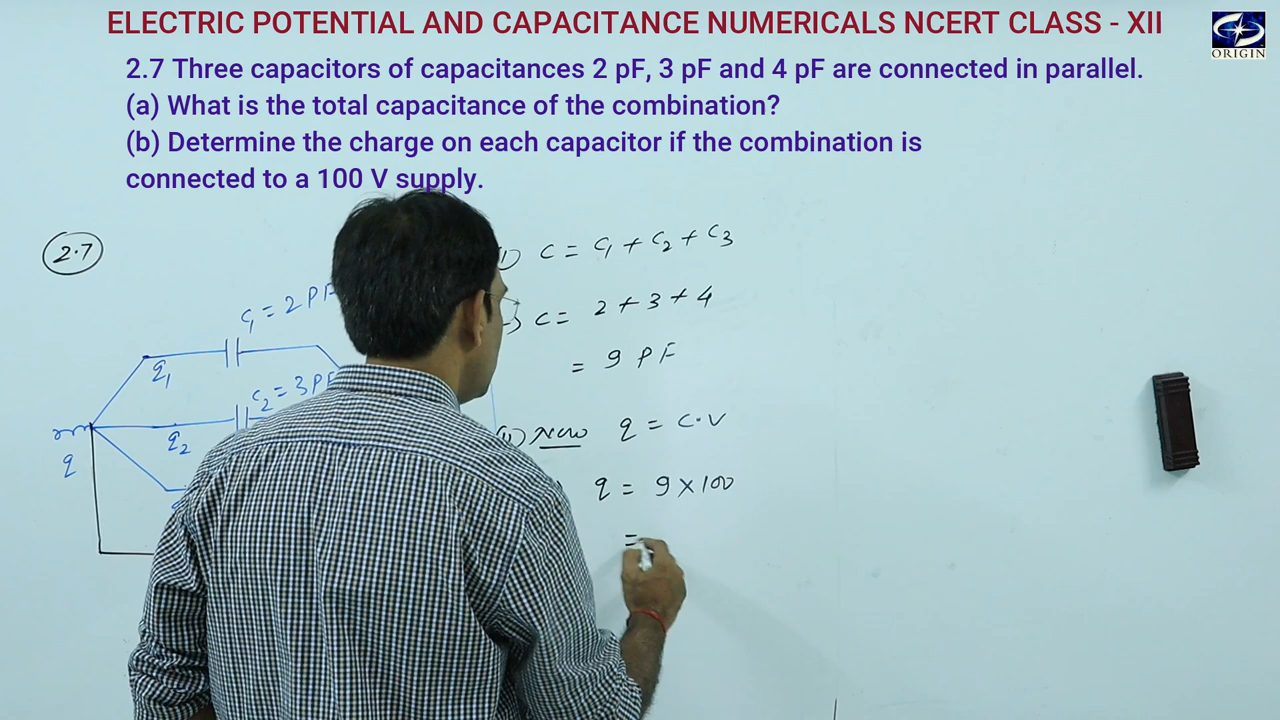 ELECTRIC POTENTIAL AND CAPACITANCE NUMERICALS NCERT CLASS - XII
ORIGIN
2.7 Three capacitors of capacitances 2 pF, 3 pF and 4 pF are connected in parallel.
(a) What is the total capacitance of the combination?
(b) Determine the charge on each capacitor if the combination is
connected to a 100 V supply.
2.7
C₁ = 2 PF
q₁
C₂ = 3 PF
q₂
q
C = C₁ + C₂ + C₃
C = 2 + 3 + 4
= 9 PF
(ii) Now q = C.V
q = 9 × 100
=